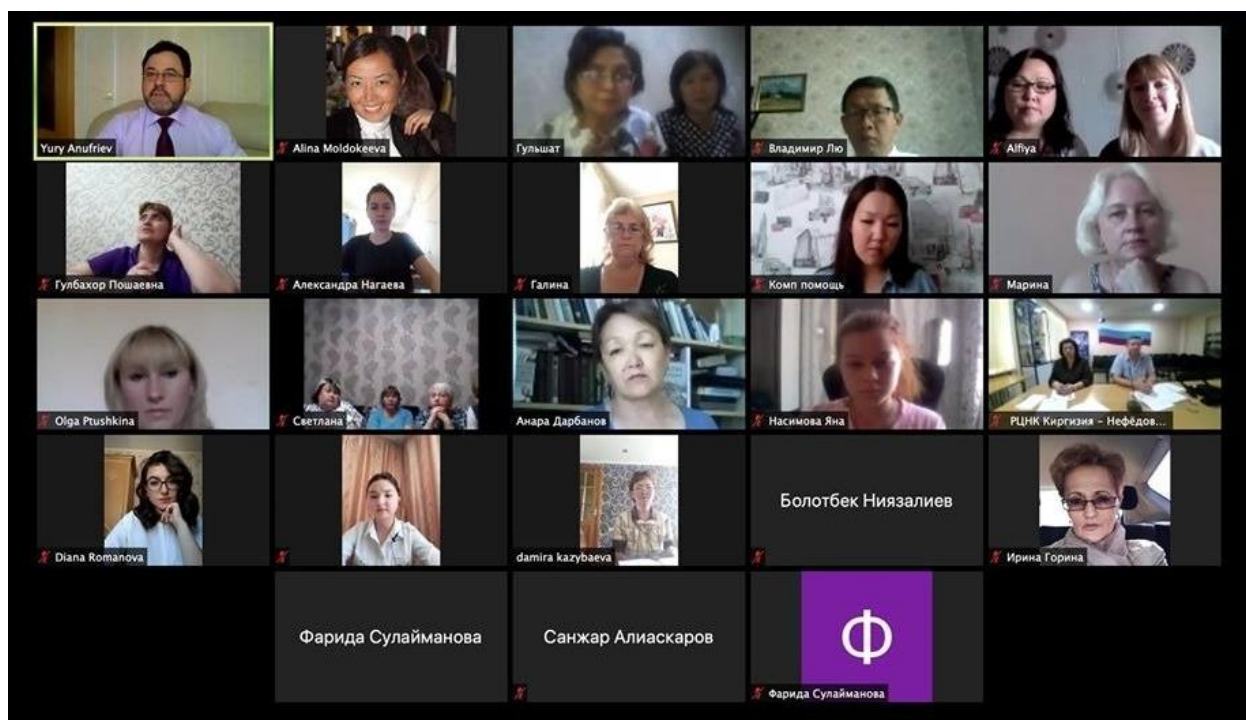 Yury Anufriev
Alina Moldokeeva
Гульшат
Владимир Лю
Alfiya
Гулбахор Пошаевна
Александра Нагаева
Галина
Комп помощь
Марина
Olga Ptushkina
Светлана
Анара Дарбанов
Насимова Яна
РЦНК Киргизия – Нефёдов...
Diana Romanova
damira kazybaeva
Болотбек Ниязалиев
Ирина Горина
Фарида Сулайманова
Санжар Алиаскаров
Ф
Фарида Сулайманова